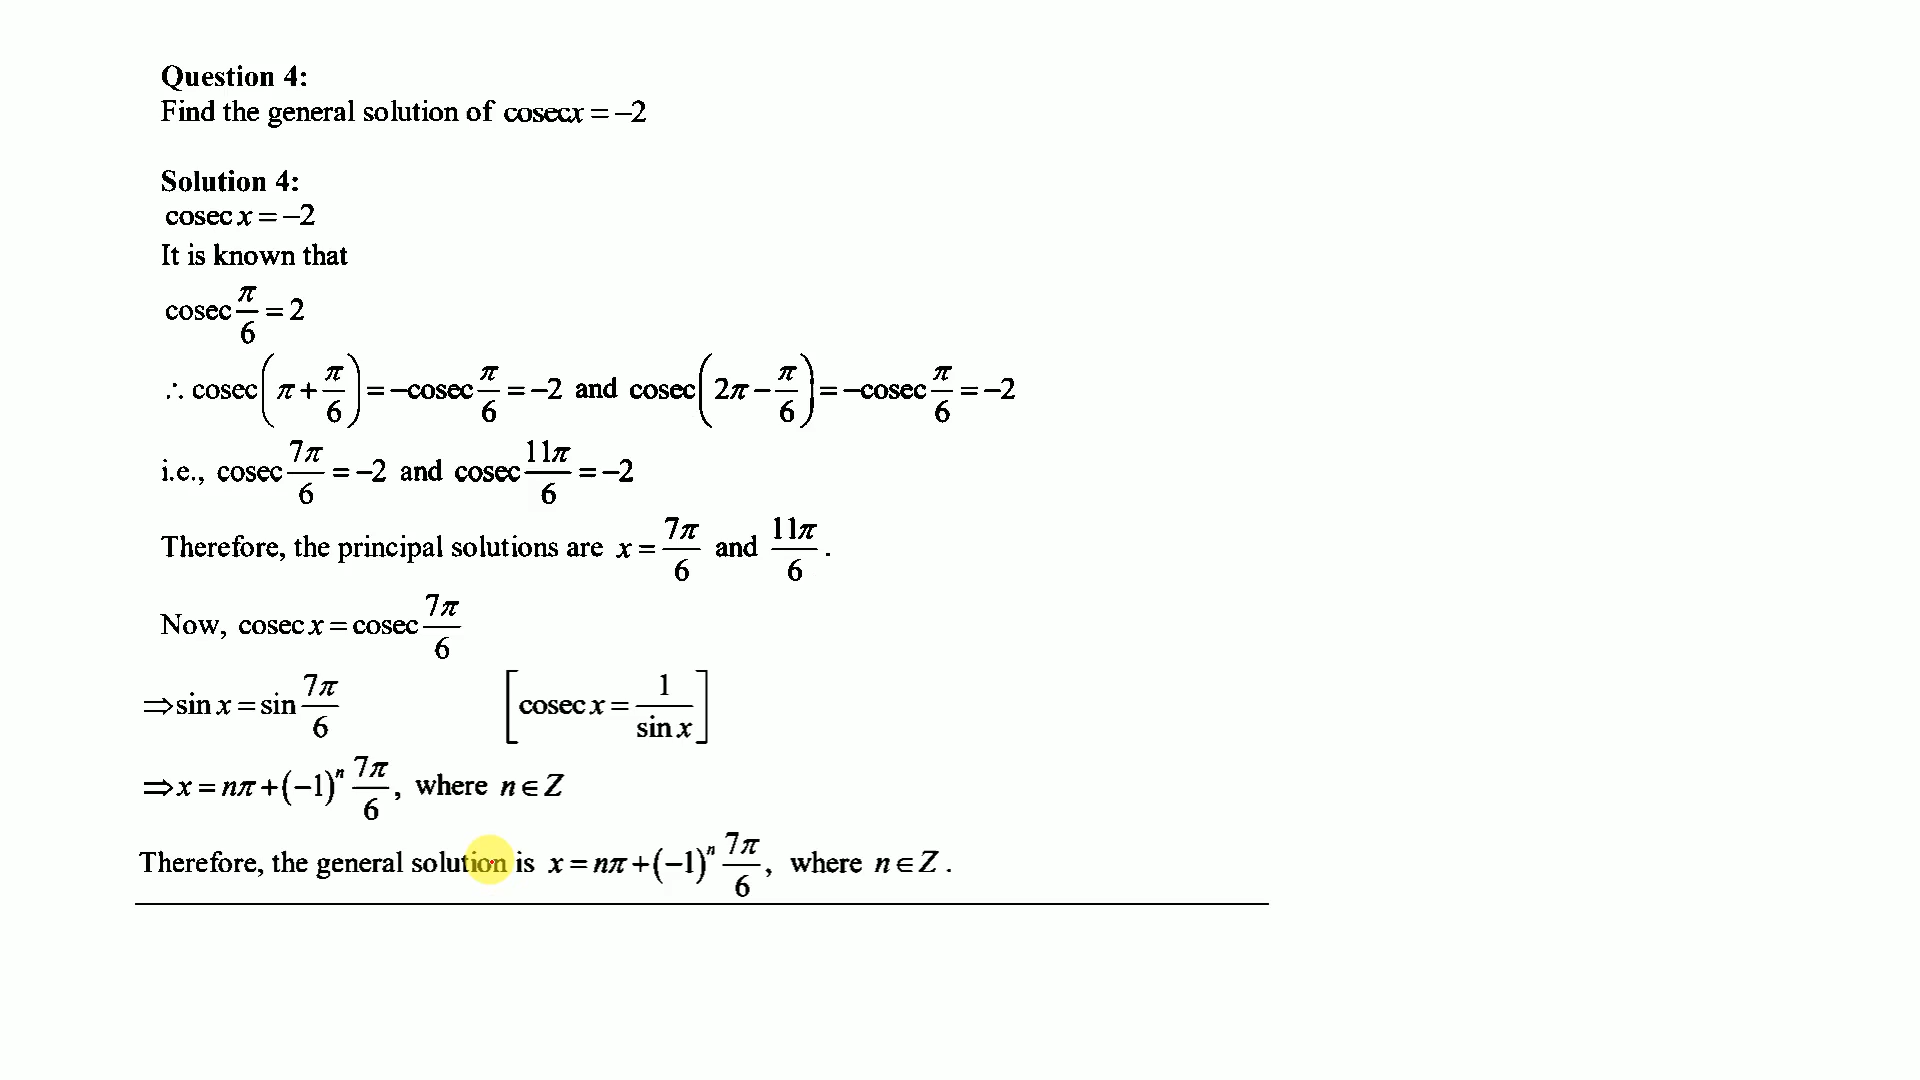 Question 4:
Find the general solution of cosecx = –2
Solution 4:
cosec x = –2
It is known that
cosec π/6 = 2
∴ cosec(π + π/6) = –cosec π/6 = –2 and cosec(2π – π/6) = –cosec π/6 = –2
i.e., cosec 7π/6 = –2 and cosec 11π/6 = –2
Therefore, the principal solutions are x = 7π/6 and 11π/6 .
Now, cosec x = cosec 7π/6
⇒ sin x = sin 7π/6 [cosec x = 1/sin x]
⇒ x = nπ + (–1)^n 7π/6, where n ∈ Z
Therefore, the general solution is x = nπ + (–1)^n 7π/6, where n ∈ Z .